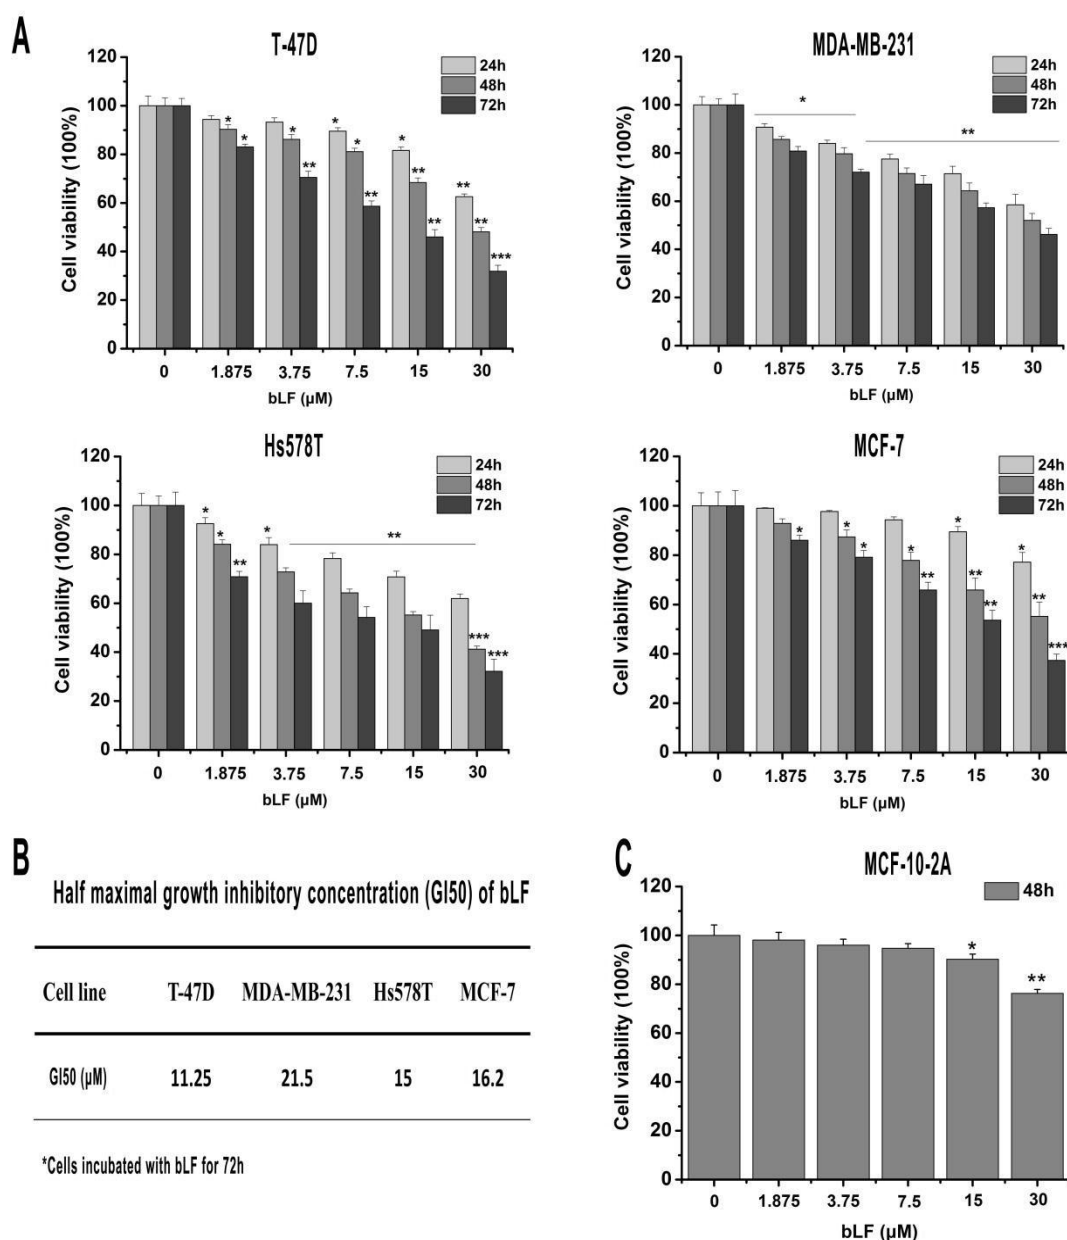 A
T-47D
24h
48h
72h
Cell viability (100%)
120
100
80
60
40
20
0
* * * * ** * * ** * ** ** ** ** ***
0 1.875 3.75 7.5 15 30
bLF (µM)
MDA-MB-231
24h
48h
72h
Cell viability (100%)
120
100
80
60
40
20
0
* **
0 1.875 3.75 7.5 15 30
bLF (µM)
Hs578T
24h
48h
72h
Cell viability (100%)
120
100
80
60
40
20
0
* * ** * ** *** ***
0 1.875 3.75 7.5 15 30
bLF (µM)
MCF-7
24h
48h
72h
Cell viability (100%)
120
100
80
60
40
20
0
* * * * ** * ** ** * ** ***
0 1.875 3.75 7.5 15 30
bLF (µM)
B
Half maximal growth inhibitory concentration (GI50) of bLF
Cell line T-47D MDA-MB-231 Hs578T MCF-7
GI50 (µM) 11.25 21.5 15 16.2
*Cells incubated with bLF for 72h
C
MCF-10-2A
48h
Cell viability (100%)
120
100
80
60
40
20
0
* **
0 1.875 3.75 7.5 15 30
bLF (µM)